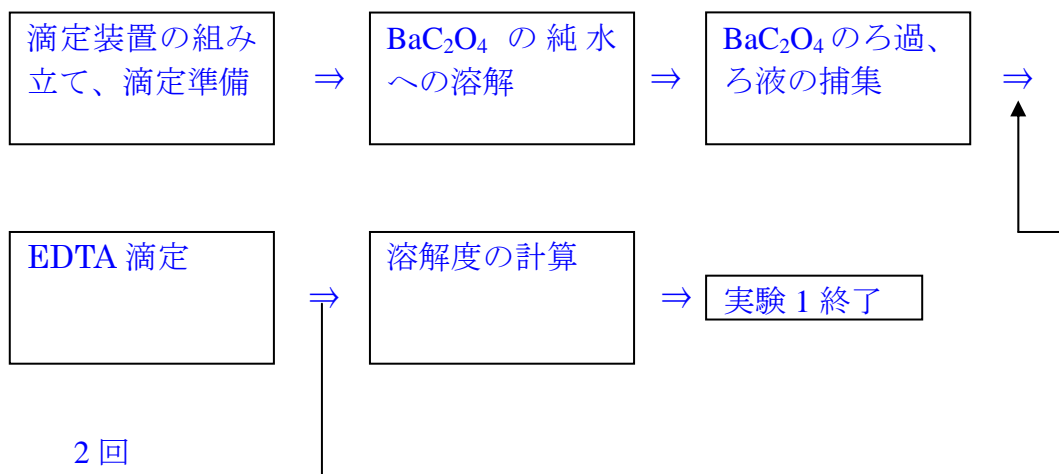 滴定装置の組み
立て、滴定準備
⇒
BaC₂O₄ の純水
への溶解
⇒
BaC₂O₄のろ過、
ろ液の捕集
⇒
EDTA 滴定
⇒
溶解度の計算
⇒
実験 1 終了
2 回